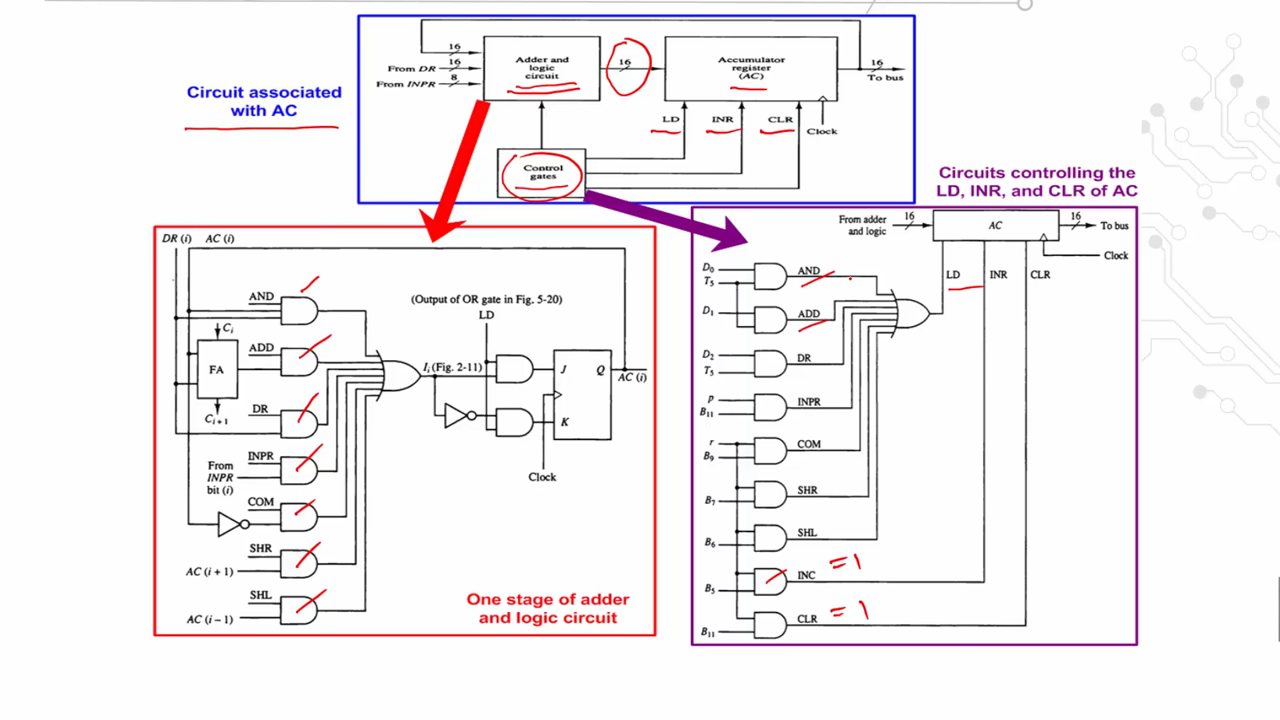 Circuit associated
with AC
16
16
From DR
8
From INPR
Adder and
logic
circuit
16
Accumulator
register
(AC)
16
To bus
LD
INR
CLR
Clock
Control
gates
Circuits controlling the
LD, INR, and CLR of AC
DR (i)
AC (i)
AND
Ci
ADD
FA
Ci+1
DR
INPR
From
INPR
bit (i)
COM
SHR
AC (i + 1)
SHL
AC (i – 1)
(Output of OR gate in Fig. 5-20)
LD
Ii (Fig. 2-11)
J
Q
AC (i)
K
Clock
One stage of adder
and logic circuit
From adder
and logic
16
AC
16
To bus
Clock
LD
INR
CLR
D0
T5
AND
D1
ADD
D2
T5
DR
p
B11
INPR
r
B9
COM
B7
SHR
B6
SHL
B5
INC
=1
B11
CLR
=1